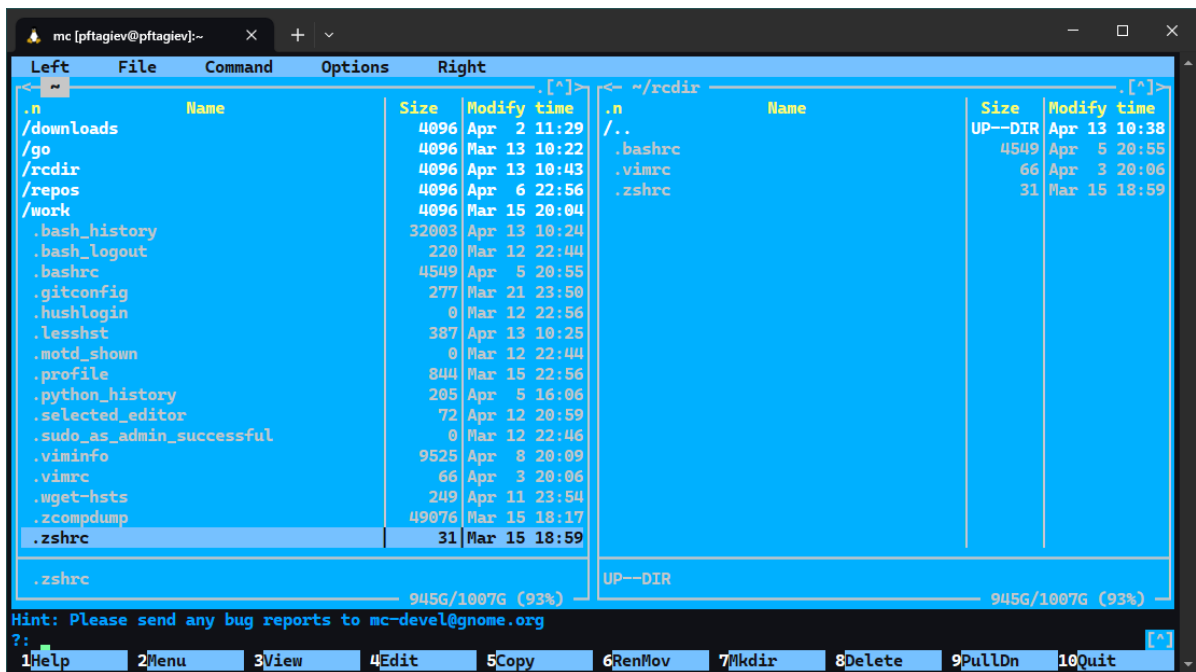 mc [pftagiev@pftagiev]:~
Left File Command Options Right
<- ~ .[^]>
.n Name Size Modify time
/downloads 4096 Apr 2 11:29
/go 4096 Mar 13 10:22
/rcdir 4096 Apr 13 10:43
/repos 4096 Apr 6 22:56
/work 4096 Mar 15 20:04
.bash_history 32003 Apr 13 10:24
.bash_logout 220 Mar 12 22:44
.bashrc 4549 Apr 5 20:55
.gitconfig 277 Mar 21 23:50
.hushlogin 0 Mar 12 22:56
.lesshst 387 Apr 13 10:25
.motd_shown 0 Mar 12 22:44
.profile 844 Mar 15 22:56
.python_history 205 Apr 5 16:06
.selected_editor 72 Apr 12 20:59
.sudo_as_admin_successful 0 Mar 12 22:46
.viminfo 9525 Apr 8 20:09
.vimrc 66 Apr 3 20:06
.wget-hsts 249 Apr 11 23:54
.zcompdump 49076 Mar 15 18:17
.zshrc 31 Mar 15 18:59
.zshrc
945G/1007G (93%)
<- ~/rcdir .[^]>
.n Name Size Modify time
/.. UP--DIR Apr 13 10:38
.bashrc 4549 Apr 5 20:55
.vimrc 66 Apr 3 20:06
.zshrc 31 Mar 15 18:59
UP--DIR
945G/1007G (93%)
Hint: Please send any bug reports to mc-devel@gnome.org
?: [^]
1Help 2Menu 3View 4Edit 5Copy 6RenMov 7Mkdir 8Delete 9PullDn 10Quit